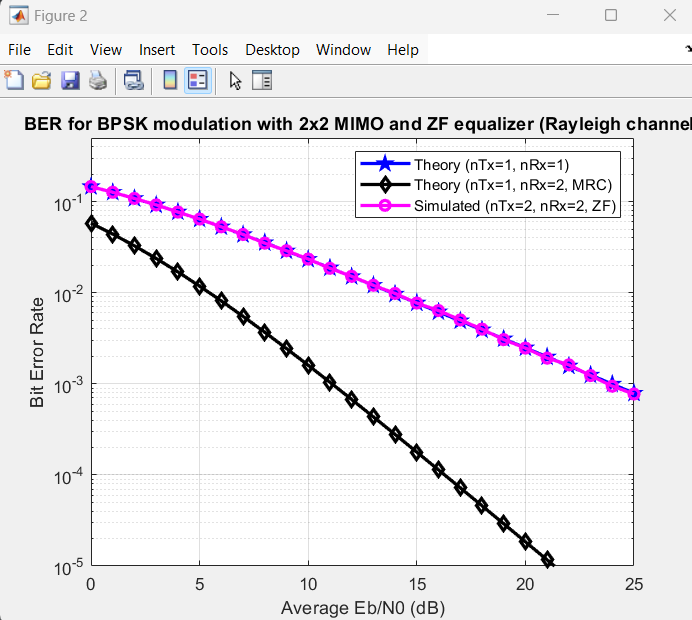 Figure 2
File Edit View Insert Tools Desktop Window Help
BER for BPSK modulation with 2x2 MIMO and ZF equalizer (Rayleigh channel
Theory (nTx=1, nRx=1)
Theory (nTx=1, nRx=2, MRC)
Simulated (nTx=2, nRx=2, ZF)
Bit Error Rate
10⁻¹
10⁻²
10⁻³
10⁻⁴
10⁻⁵
0 5 10 15 20 25
Average Eb/N0 (dB)